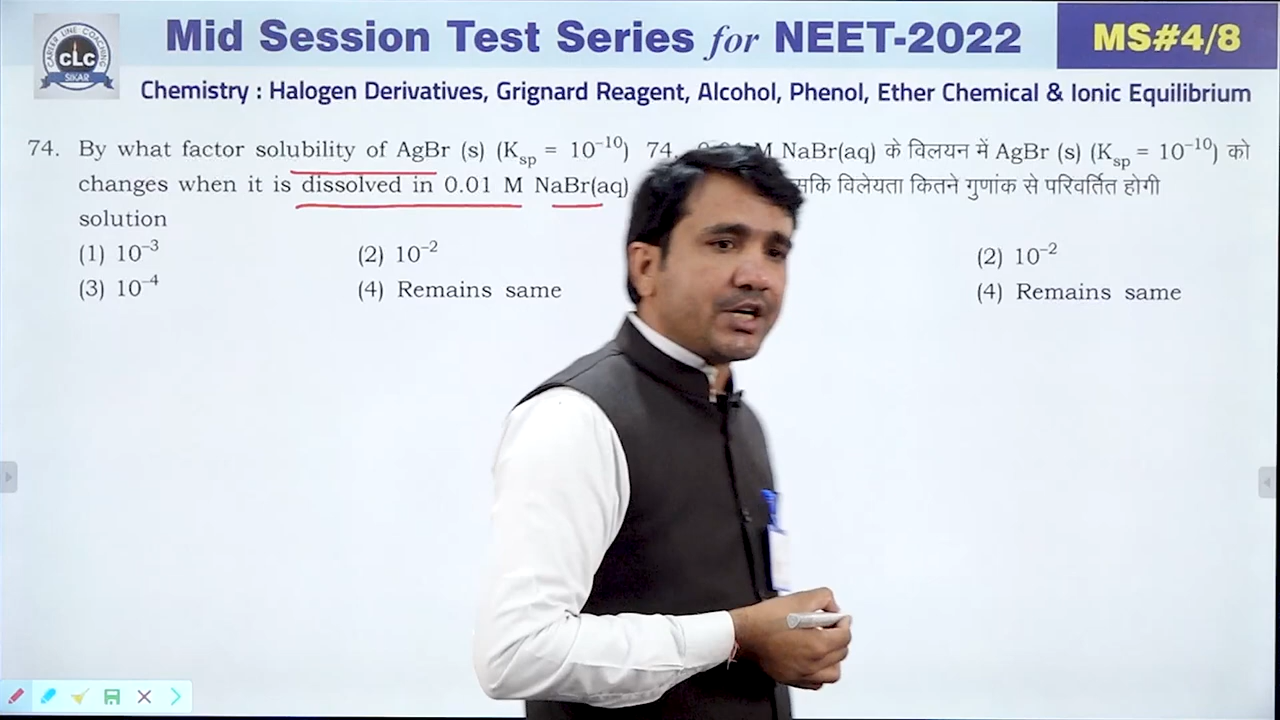 CAREER LINE COACHING
CLC
SIKAR
Mid Session Test Series for NEET-2022
MS#4/8
Chemistry : Halogen Derivatives, Grignard Reagent, Alcohol, Phenol, Ether Chemical & Ionic Equilibrium
74. By what factor solubility of AgBr (s) (Ksp = 10⁻¹⁰)
changes when it is dissolved in 0.01 M NaBr(aq)
solution
(1) 10⁻³ (2) 10⁻²
(3) 10⁻⁴ (4) Remains same
74. M NaBr(aq) के विलयन में AgBr (s) (Ksp = 10⁻¹⁰) को
विलेयता कितने गुणांक से परिवर्तित होगी
(2) 10⁻²
(4) Remains same